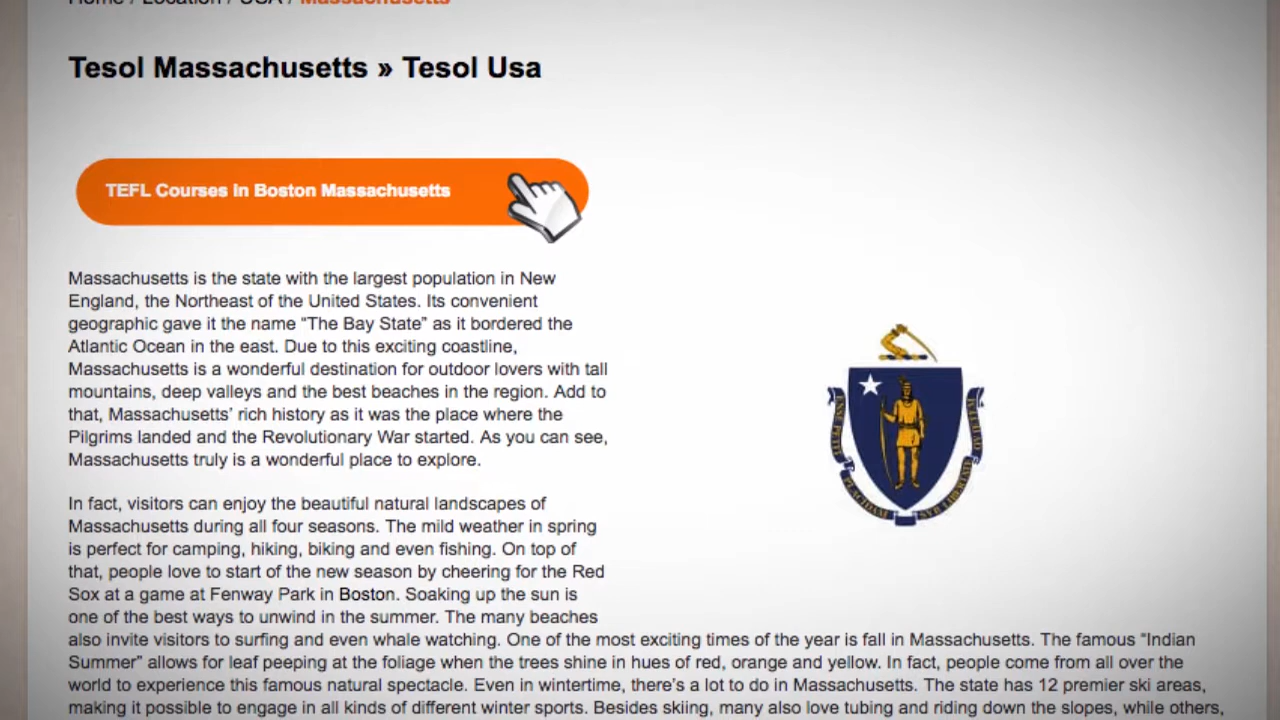 Home / Location / USA / Massachusetts
Tesol Massachusetts » Tesol Usa
TEFL Courses In Boston Massachusetts
Massachusetts is the state with the largest population in New
England, the Northeast of the United States. Its convenient
geographic gave it the name “The Bay State” as it bordered the
Atlantic Ocean in the east. Due to this exciting coastline,
Massachusetts is a wonderful destination for outdoor lovers with tall
mountains, deep valleys and the best beaches in the region. Add to
that, Massachusetts’ rich history as it was the place where the
Pilgrims landed and the Revolutionary War started. As you can see,
Massachusetts truly is a wonderful place to explore.
In fact, visitors can enjoy the beautiful natural landscapes of
Massachusetts during all four seasons. The mild weather in spring
is perfect for camping, hiking, biking and even fishing. On top of
that, people love to start of the new season by cheering for the Red
Sox at a game at Fenway Park in Boston. Soaking up the sun is
one of the best ways to unwind in the summer. The many beaches
also invite visitors to surfing and even whale watching. One of the most exciting times of the year is fall in Massachusetts. The famous “Indian
Summer” allows for leaf peeping at the foliage when the trees shine in hues of red, orange and yellow. In fact, people come from all over the
world to experience this famous natural spectacle. Even in wintertime, there’s a lot to do in Massachusetts. The state has 12 premier ski areas,
making it possible to engage in all kinds of different winter sports. Besides skiing, many also love tubing and riding down the slopes, while others,